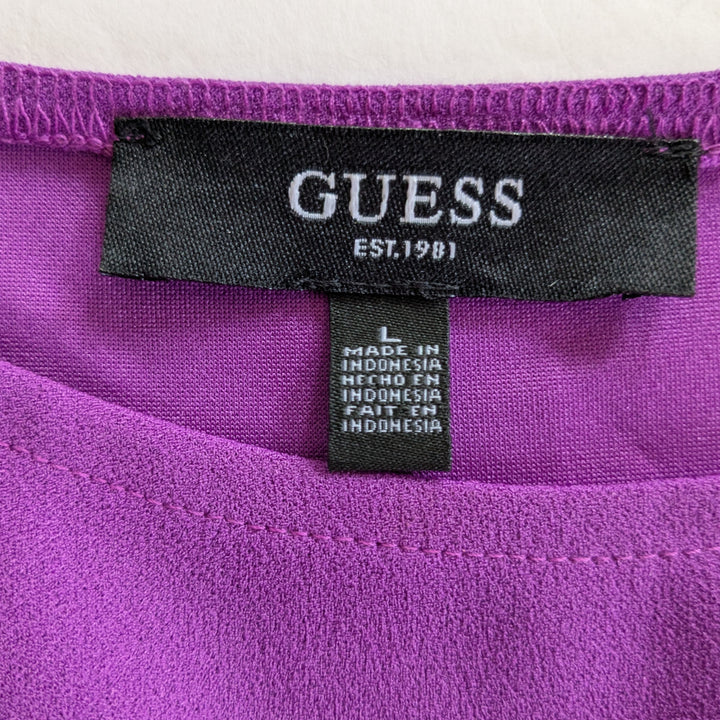 GUESS
EST.1981
L
MADE IN
INDONESIA
HECHO EN
INDONESIA
FAIT EN
INDONESIA